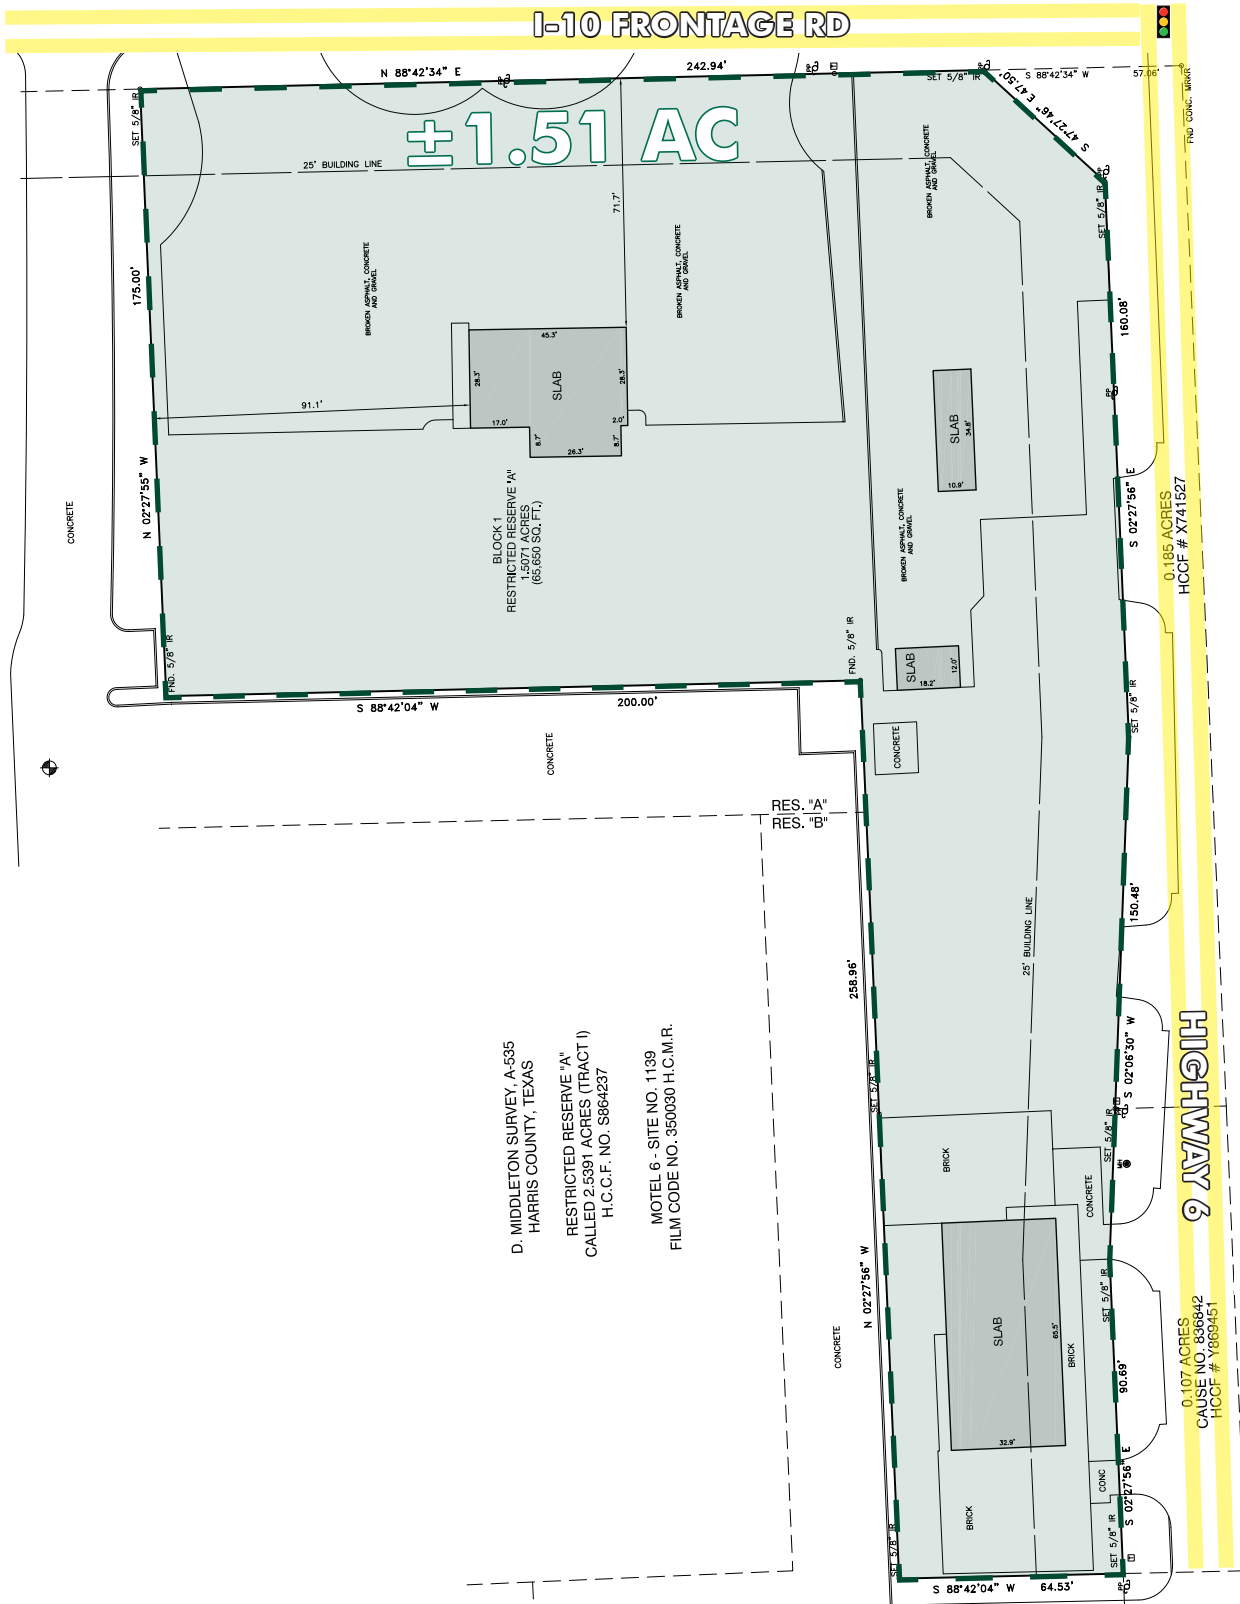 I-10 FRONTAGE RD
N 88°42'34" E
242.94'
SET 5/8" IR
S 88°42'34" W
57.06'
FND CONC. MRKR
SET 5/8" IR
±1.51 AC
S 47°27'46" E 47.50'
25' BUILDING LINE
SET 5/8" IR
BROKEN ASPHALT, CONCRETE
AND GRAVEL
71.7'
BROKEN ASPHALT, CONCRETE
AND GRAVEL
BROKEN ASPHALT, CONCRETE
AND GRAVEL
175.00'
160.08'
45.3'
28.3'
SLAB
28.3'
91.1'
17.0'
2.0'
8.7'
26.3'
8.7'
SLAB
34.8'
10.9'
PP
N 02°27'55" W
CONCRETE
BLOCK 1
RESTRICTED RESERVE "A"
1.5071 ACRES
(65,650 SQ. FT.)
BROKEN ASPHALT, CONCRETE
AND GRAVEL
S 02°27'56" E
0.185 ACRES
HCCF # X741527
FND. 5/8" IR
FND. 5/8" IR
SLAB
12.0'
18.2'
SET 5/8" IR
S 88°42'04" W
200.00'
CONCRETE
CONCRETE
RES. "A"
RES. "B"
258.96'
25' BUILDING LINE
150.48'
HIGHWAY 6
D. MIDDLETON SURVEY, A-535
HARRIS COUNTY, TEXAS
RESTRICTED RESERVE "A"
CALLED 2.5391 ACRES (TRACT I)
H.C.C.F. NO. S864237
MOTEL 6 - SITE NO. 1139
FILM CODE NO. 350030 H.C.M.R.
SET 5/8" IR
S 02°06'30" W
SET 5/8" IR
MH
BRICK
CONCRETE
N 02°27'56" W
SET 5/8" IR
SLAB
65.5'
32.9'
BRICK
CONCRETE
90.69'
0.107 ACRES
CAUSE NO. 836842
HCCF # Y869451
CONC
S 02°27'56" E
BRICK
SET 5/8" IR
SET 5/8" IR
S 88°42'04" W
64.53'
PP